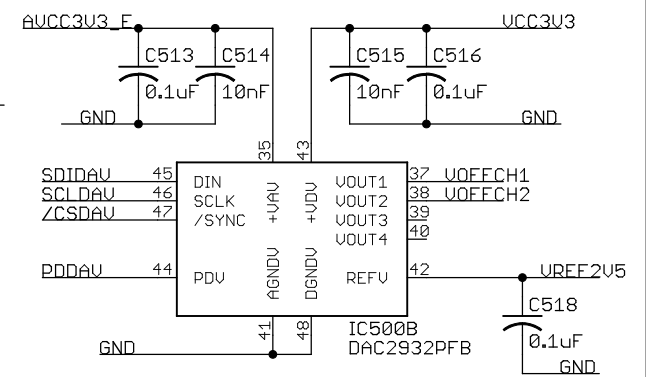 AVCC3V3_E VCC3V3
C513 C514 C515 C516
0.1uF 10nF 10nF 0.1uF
GND GND
35 43
SDIDAV 45 DIN VOUT1 37 VOFFCH1
SCLDAV 46 SCLK +VAV +VDV VOUT2 38 VOFFCH2
/CSDAV 47 /SYNC VOUT3 39
VOUT4 40
PDDAV 44 PDV AGNDV DGNDV REFV 42 VREF2V5
C518
41 48 IC500B 0.1uF
GND DAC2932PFB
GND